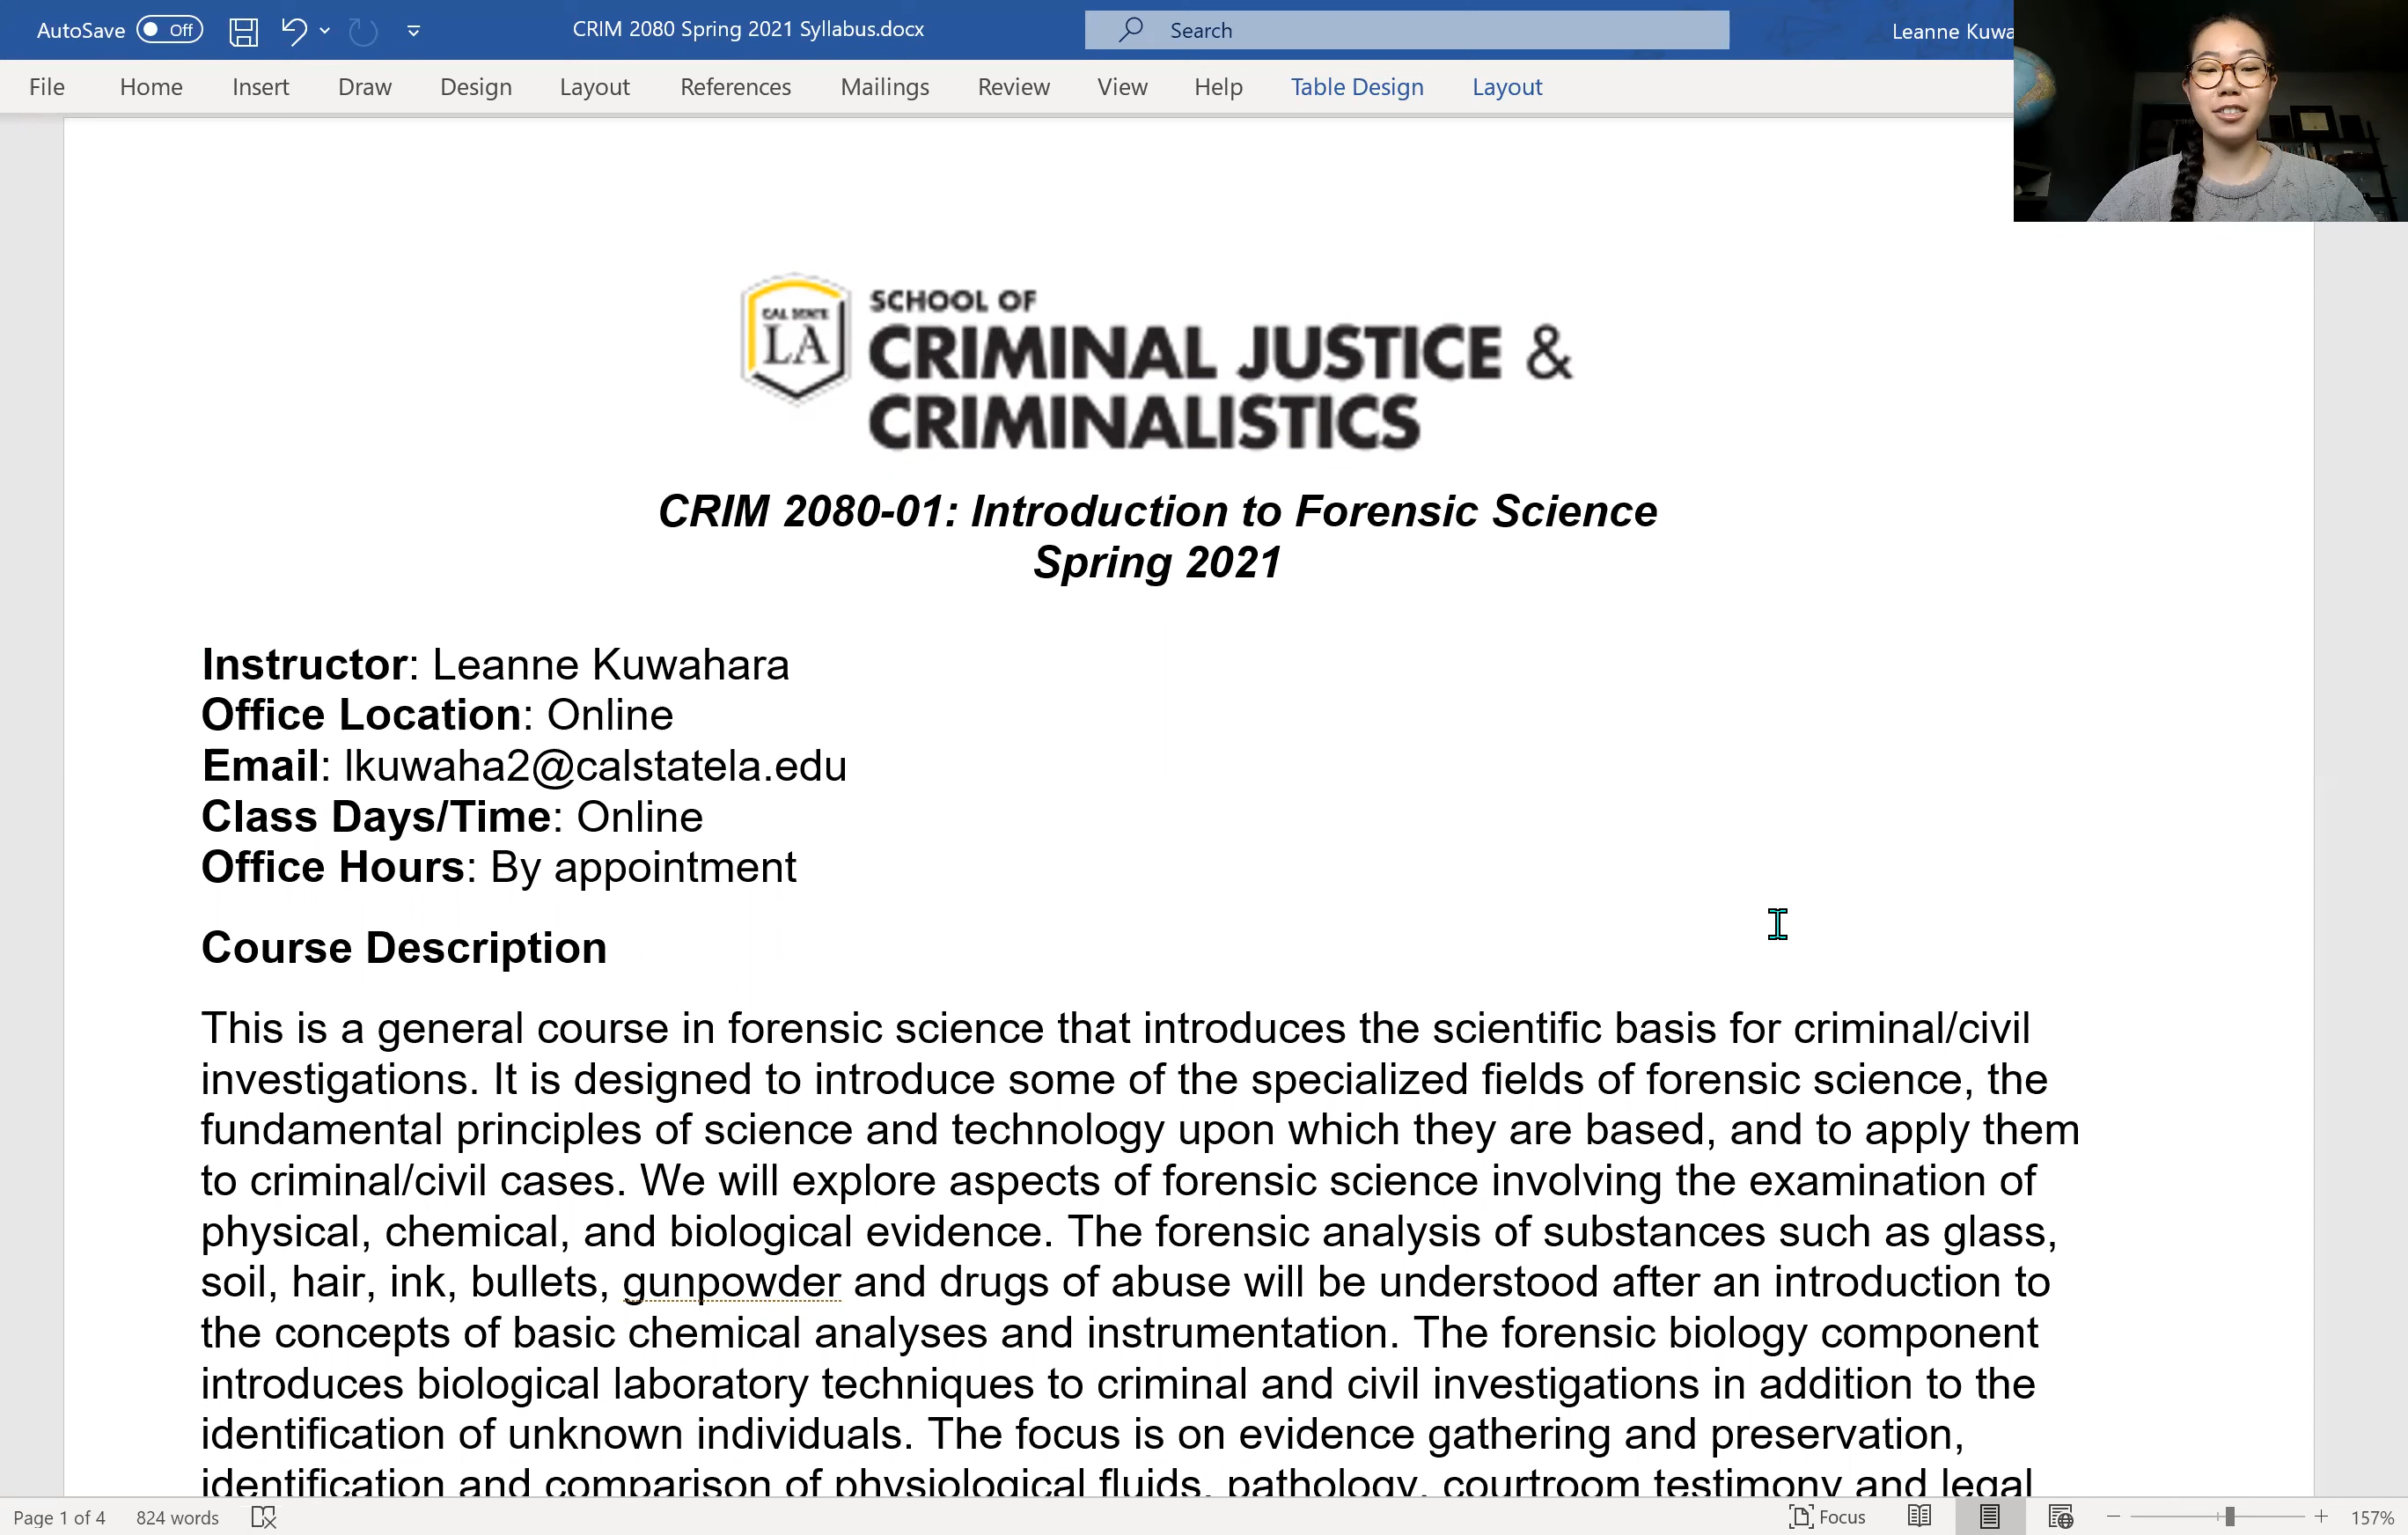 AutoSave Off CRIM 2080 Spring 2021 Syllabus.docx Search Leanne Kuwa
File Home Insert Draw Design Layout References Mailings Review View Help Table Design Layout
CAL STATE
LA
SCHOOL OF
CRIMINAL JUSTICE &
CRIMINALISTICS
CRIM 2080-01: Introduction to Forensic Science
Spring 2021
Instructor: Leanne Kuwahara
Office Location: Online
Email: lkuwaha2@calstatela.edu
Class Days/Time: Online
Office Hours: By appointment
Course Description
This is a general course in forensic science that introduces the scientific basis for criminal/civil
investigations. It is designed to introduce some of the specialized fields of forensic science, the
fundamental principles of science and technology upon which they are based, and to apply them
to criminal/civil cases. We will explore aspects of forensic science involving the examination of
physical, chemical, and biological evidence. The forensic analysis of substances such as glass,
soil, hair, ink, bullets, gunpowder and drugs of abuse will be understood after an introduction to
the concepts of basic chemical analyses and instrumentation. The forensic biology component
introduces biological laboratory techniques to criminal and civil investigations in addition to the
identification of unknown individuals. The focus is on evidence gathering and preservation,
identification and comparison of physiological fluids, pathology, courtroom testimony and legal
Page 1 of 4 824 words Focus 157%